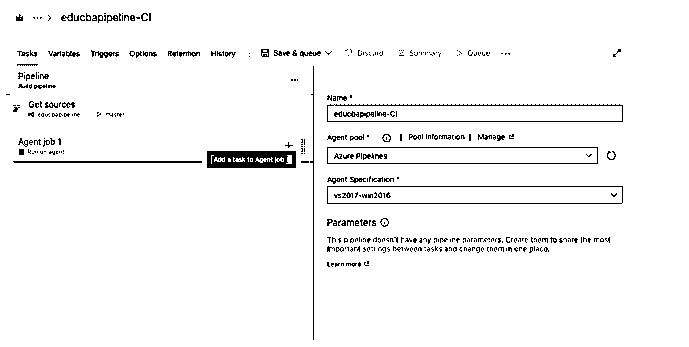 ··· > educbapipeline-CI
Tasks Variables Triggers Options Retention History Save & queue Discard Summary Queue ···
Pipeline
Build pipeline
Get sources
educbapipeline master
Agent job 1
Run on agent
Add a task to Agent job 1
Name *
educbapipeline-CI
Agent pool * | Pool information | Manage
Azure Pipelines
Agent Specification *
vs2017-win2016
Parameters
This pipeline doesn't have any pipeline parameters. Create them to share the most
important settings between tasks and change them in one place.
Learn more